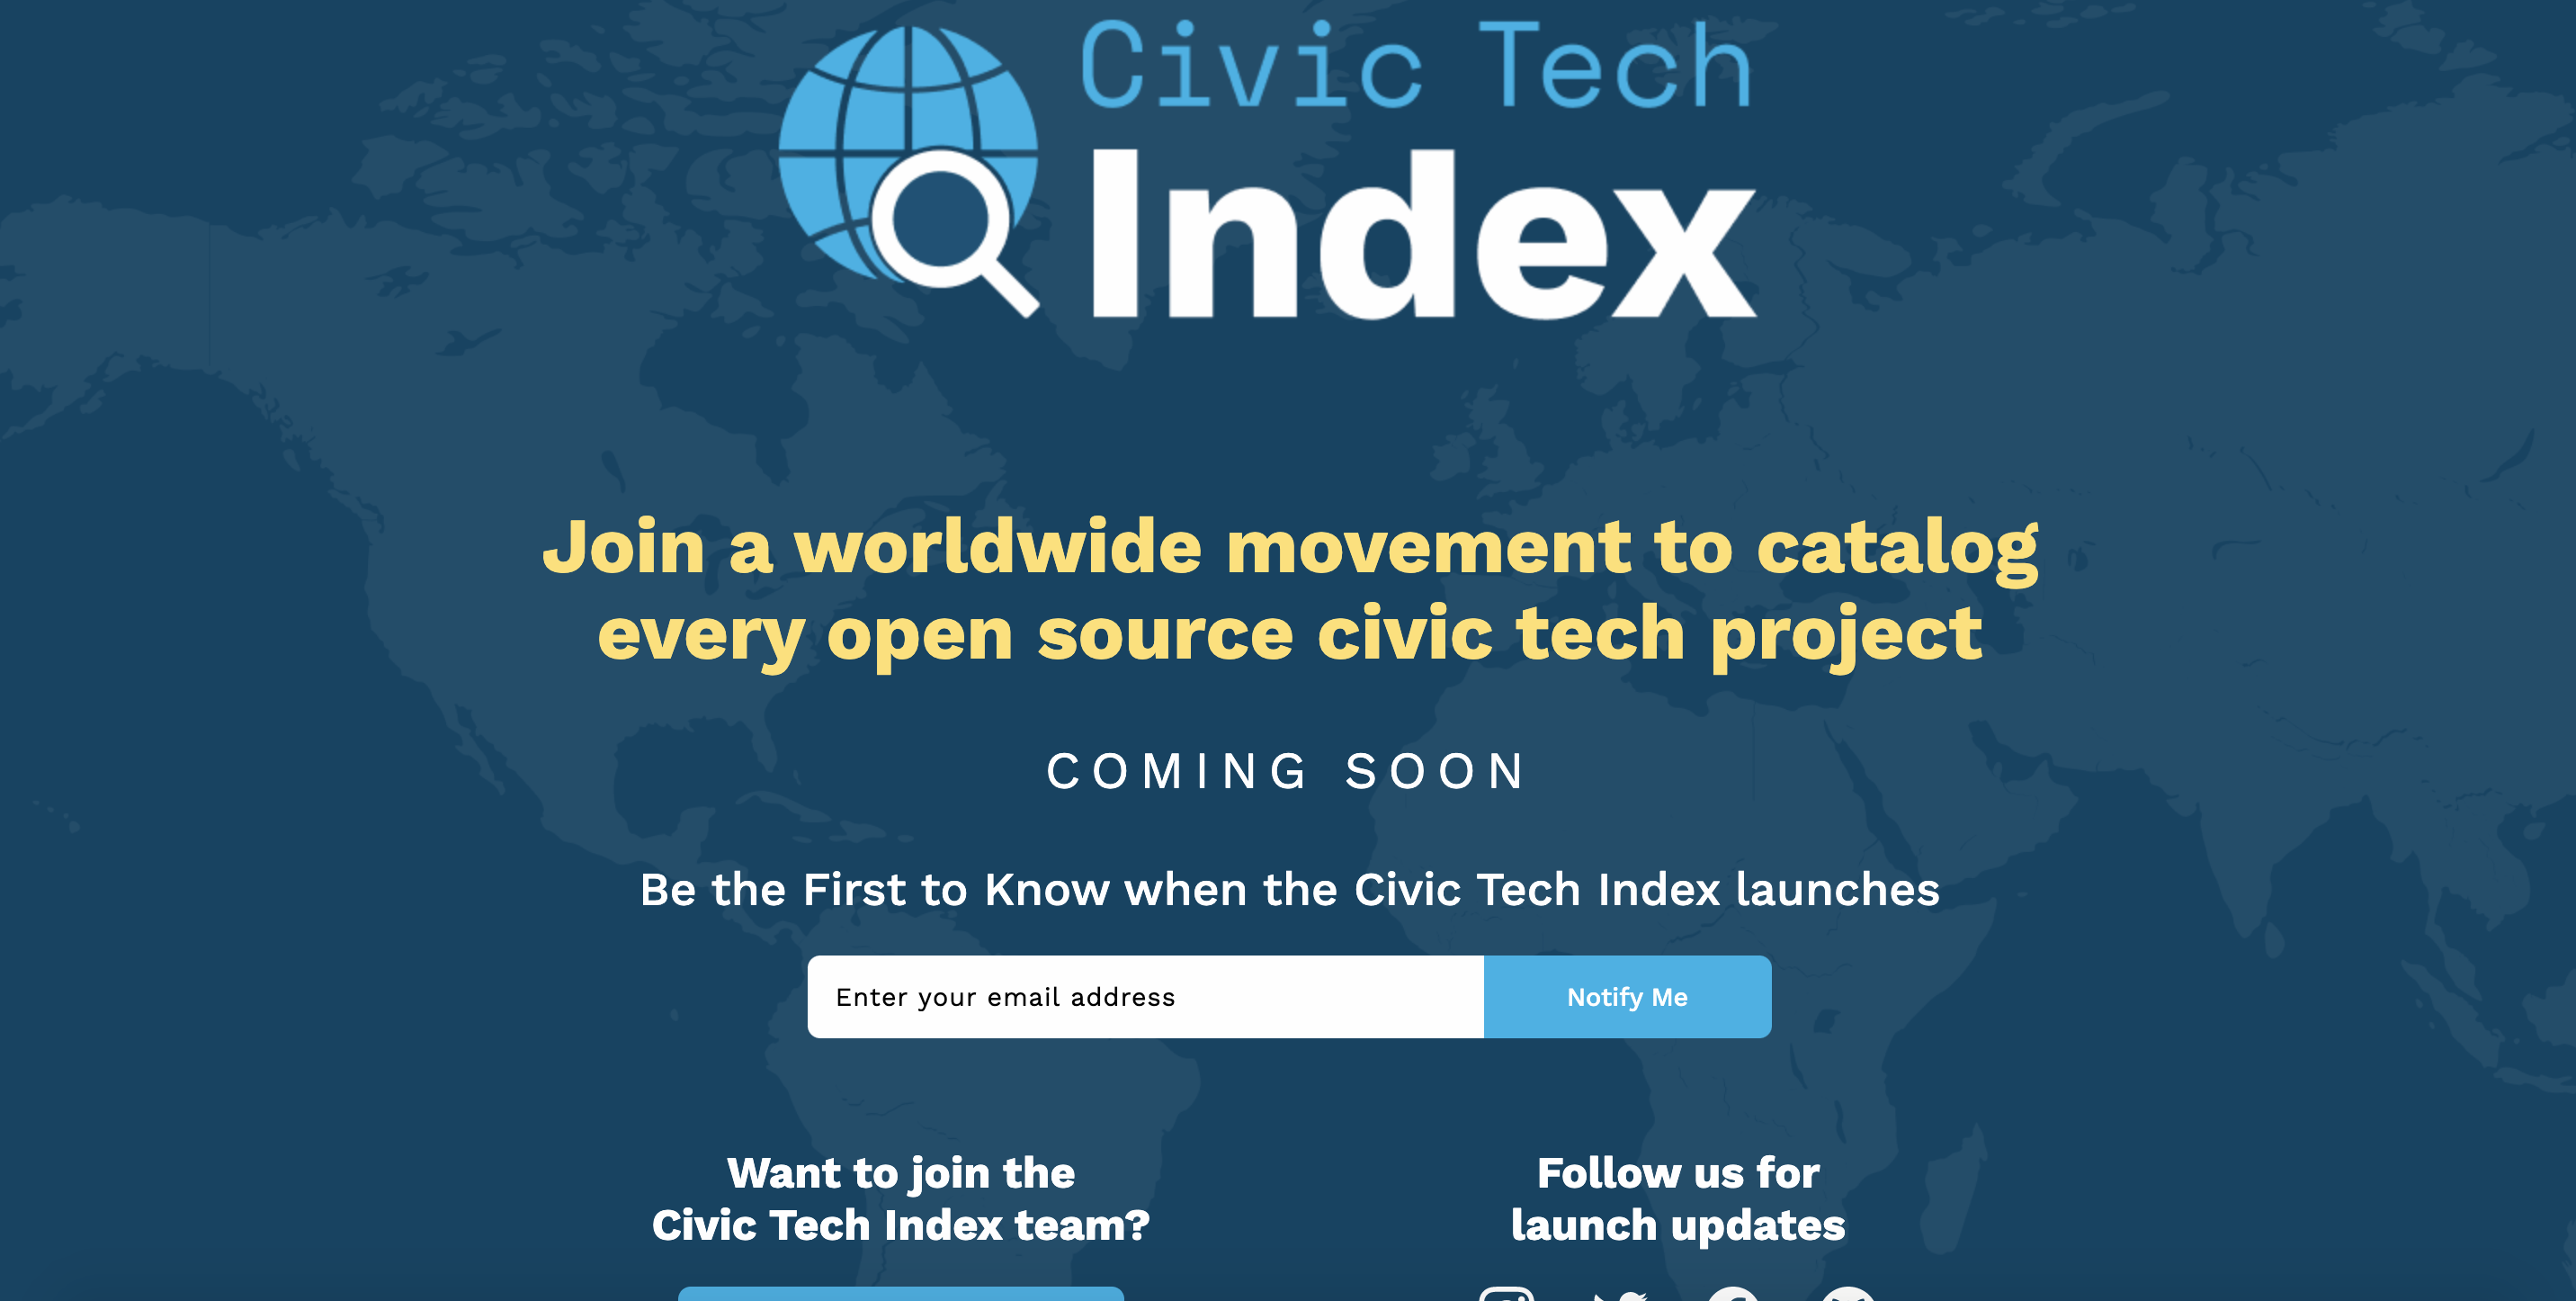 Civic Tech
Index
Join a worldwide movement to catalog
every open source civic tech project
COMING SOON
Be the First to Know when the Civic Tech Index launches
Enter your email address
Notify Me
Want to join the
Civic Tech Index team?
Follow us for
launch updates